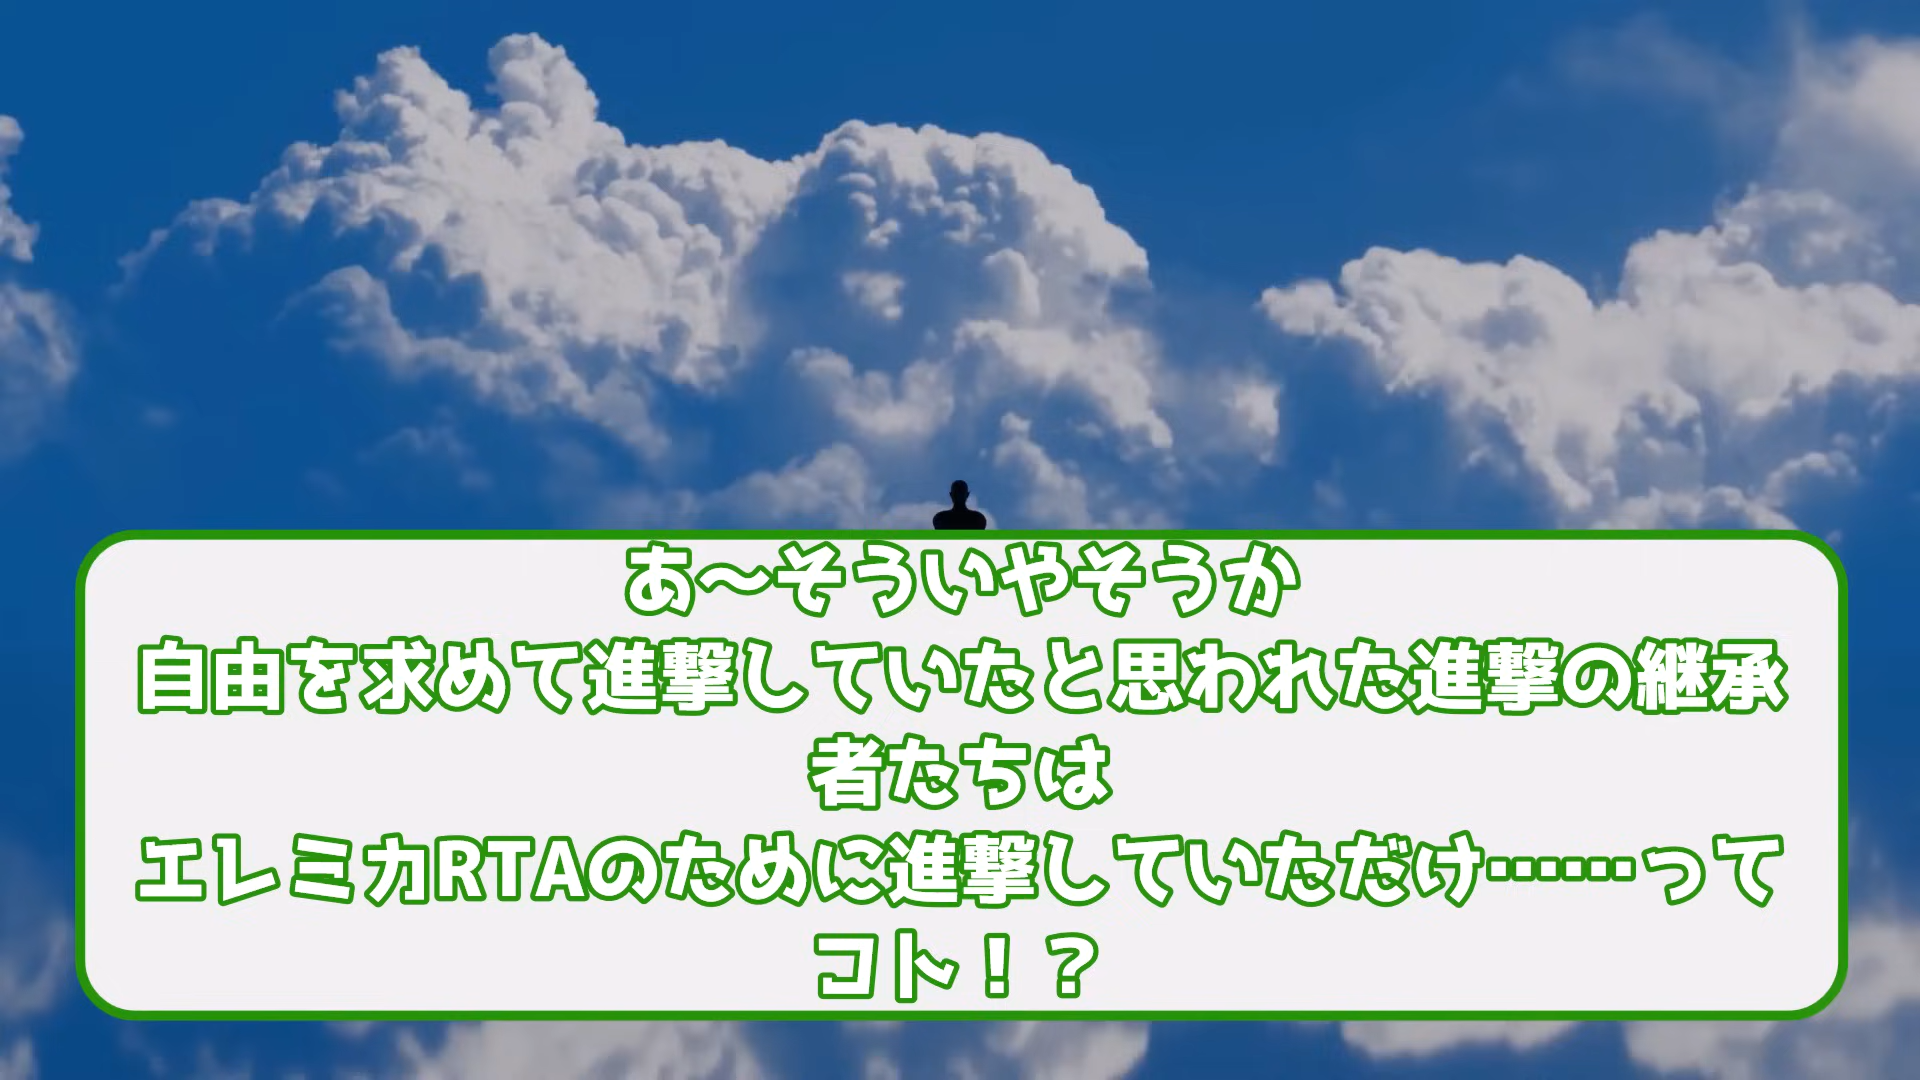 あ～そういやそうか
自由を求めて進撃していたと思われた進撃の継承
者たちは
エレミカRTAのために進撃していただけ……って
コト！？